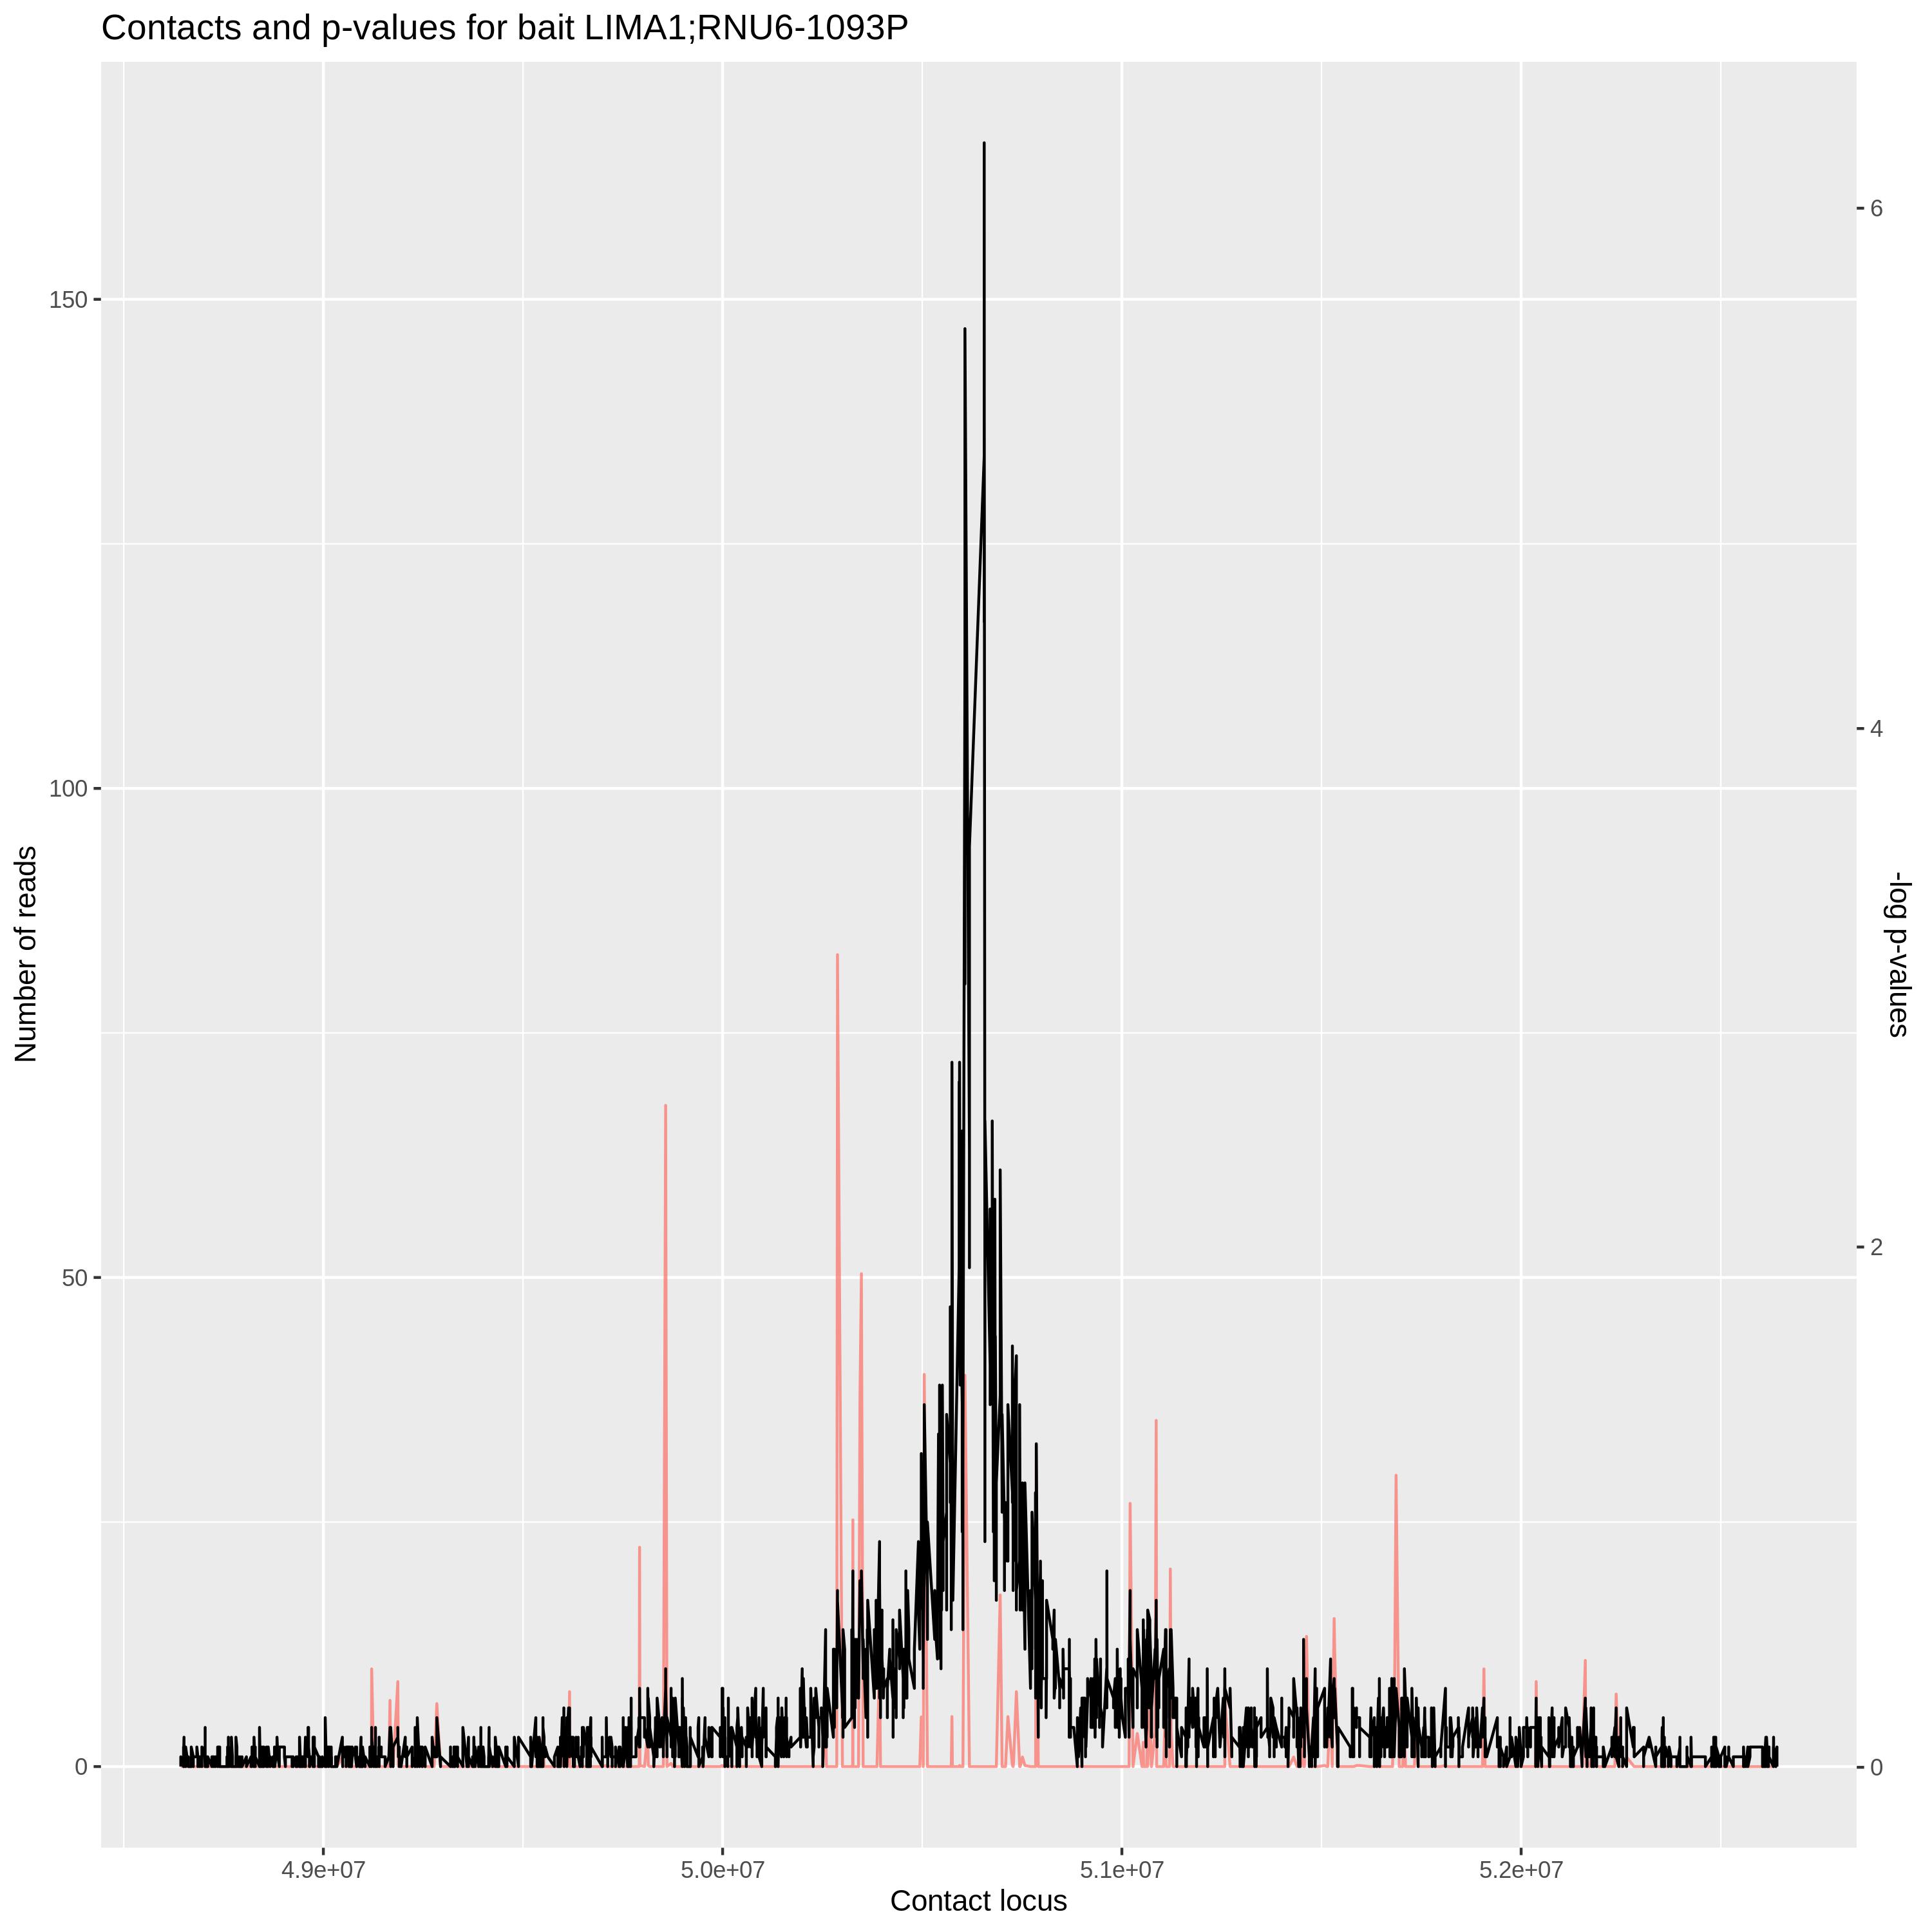 Contacts and p-values for bait LIMA1;RNU6-1093P
6
150
4
100
Number of reads
-log p-values
2
50
0
0
4.9e+07 5.0e+07 5.1e+07 5.2e+07
Contact locus